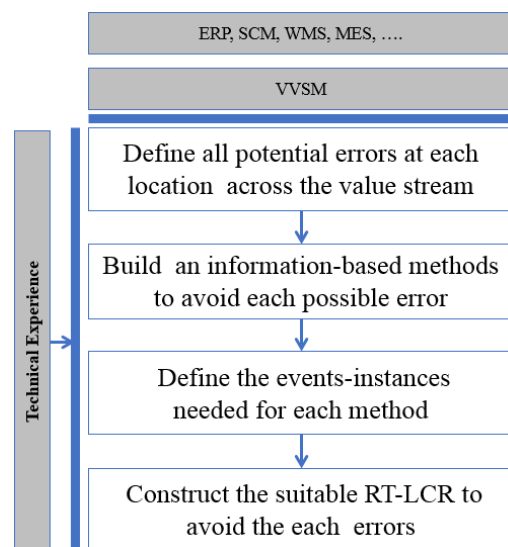 ERP, SCM, WMS, MES, ....
VVSM
Technical Experience
Define all potential errors at each
location across the value stream
Build an information-based methods
to avoid each possible error
Define the events-instances
needed for each method
Construct the suitable RT-LCR to
avoid the each errors